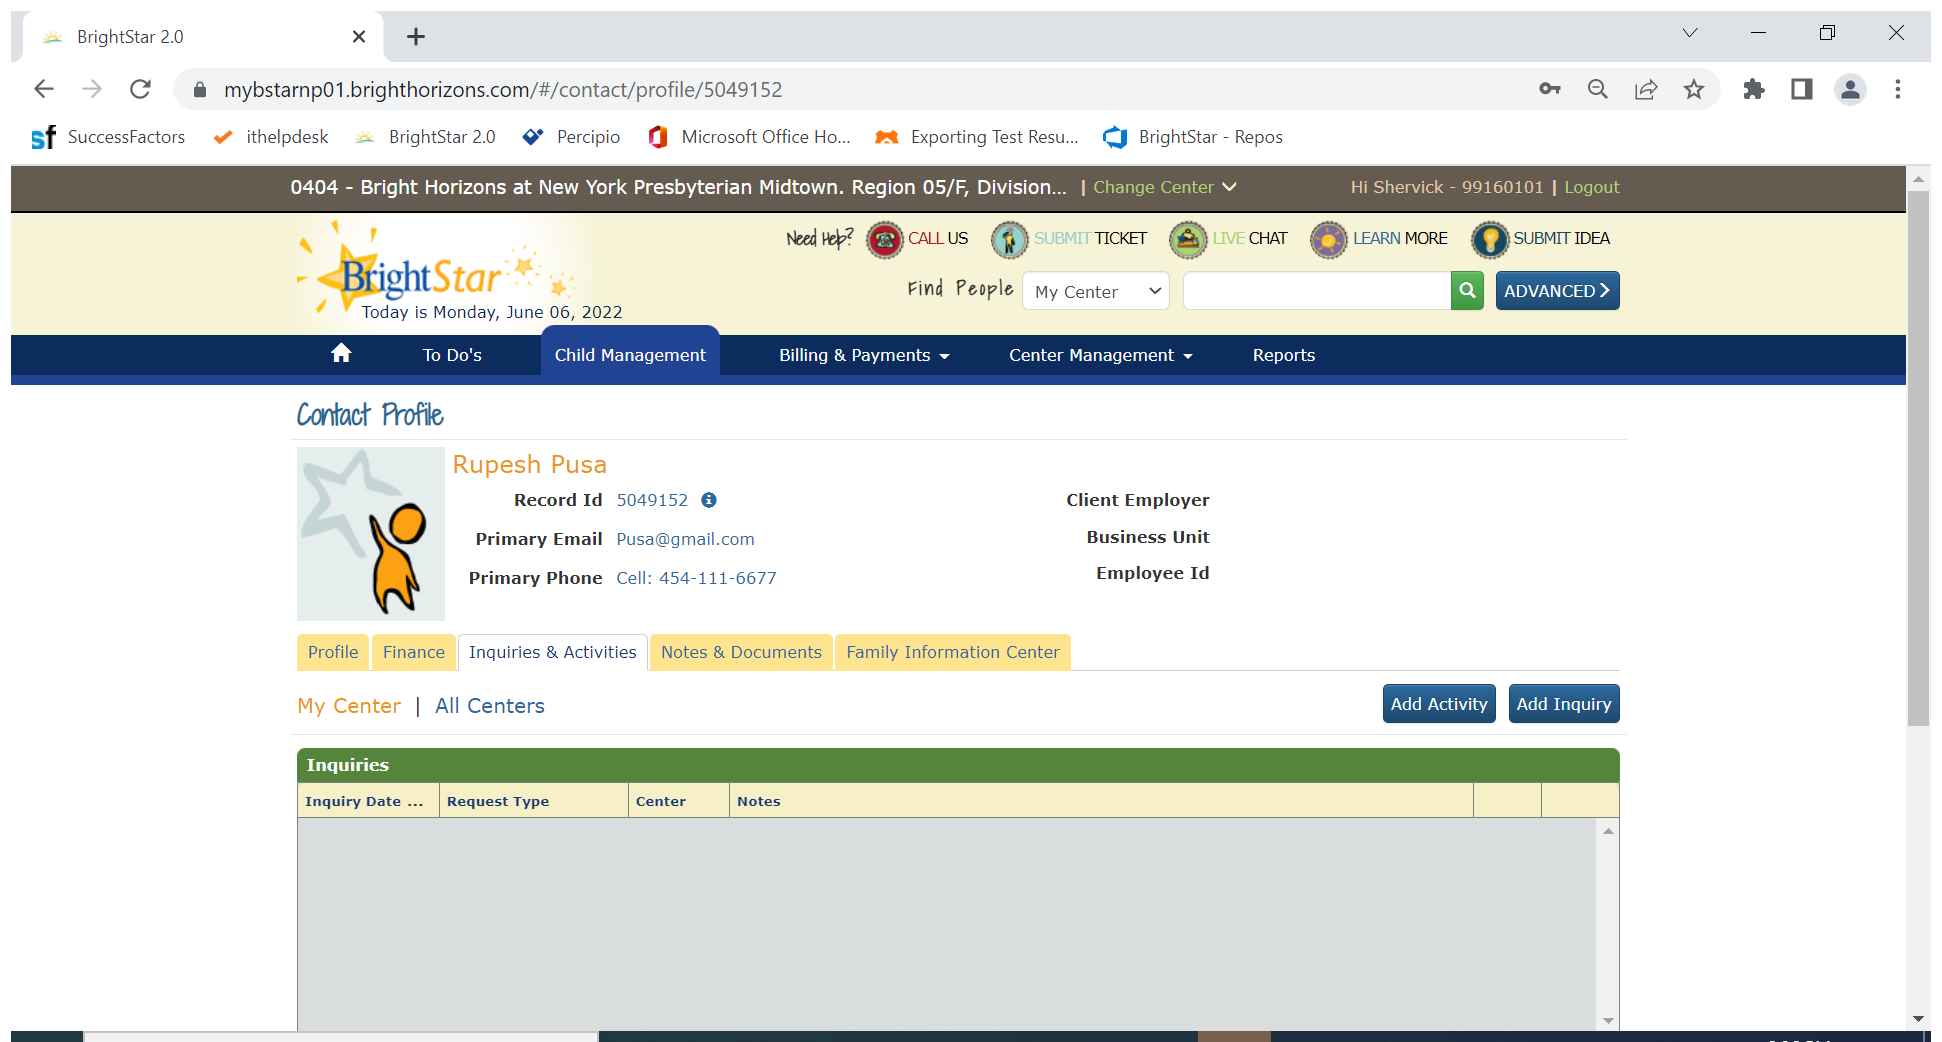 BrightStar 2.0
mybstarnp01.brighthorizons.com/#/contact/profile/5049152
SuccessFactors ithelpdesk BrightStar 2.0 Percipio Microsoft Office Ho... Exporting Test Resu... BrightStar - Repos
0404 - Bright Horizons at New York Presbyterian Midtown. Region 05/F, Division... | Change Center Hi Shervick - 99160101 | Logout
Need Help? CALL US SUBMIT TICKET LIVE CHAT LEARN MORE SUBMIT IDEA
BrightStar
Find People My Center ADVANCED
Today is Monday, June 06, 2022
To Do's Child Management Billing & Payments Center Management Reports
Contact Profile
Rupesh Pusa
Record Id 5049152 Client Employer
Primary Email Pusa@gmail.com Business Unit
Primary Phone Cell: 454-111-6677 Employee Id
Profile Finance Inquiries & Activities Notes & Documents Family Information Center
My Center | All Centers Add Activity Add Inquiry
Inquiries
Inquiry Date ... Request Type Center Notes